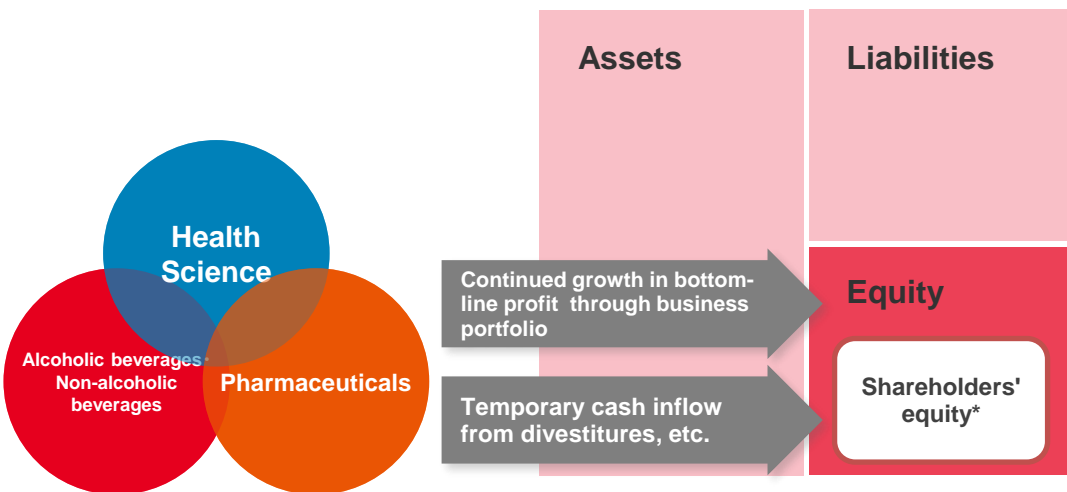 Assets
Liabilities
Health
Science
Alcoholic beverages・
Non-alcoholic
beverages
Pharmaceuticals
Continued growth in bottom-
line profit through business
portfolio
Temporary cash inflow
from divestitures, etc.
Equity
Shareholders'
equity*